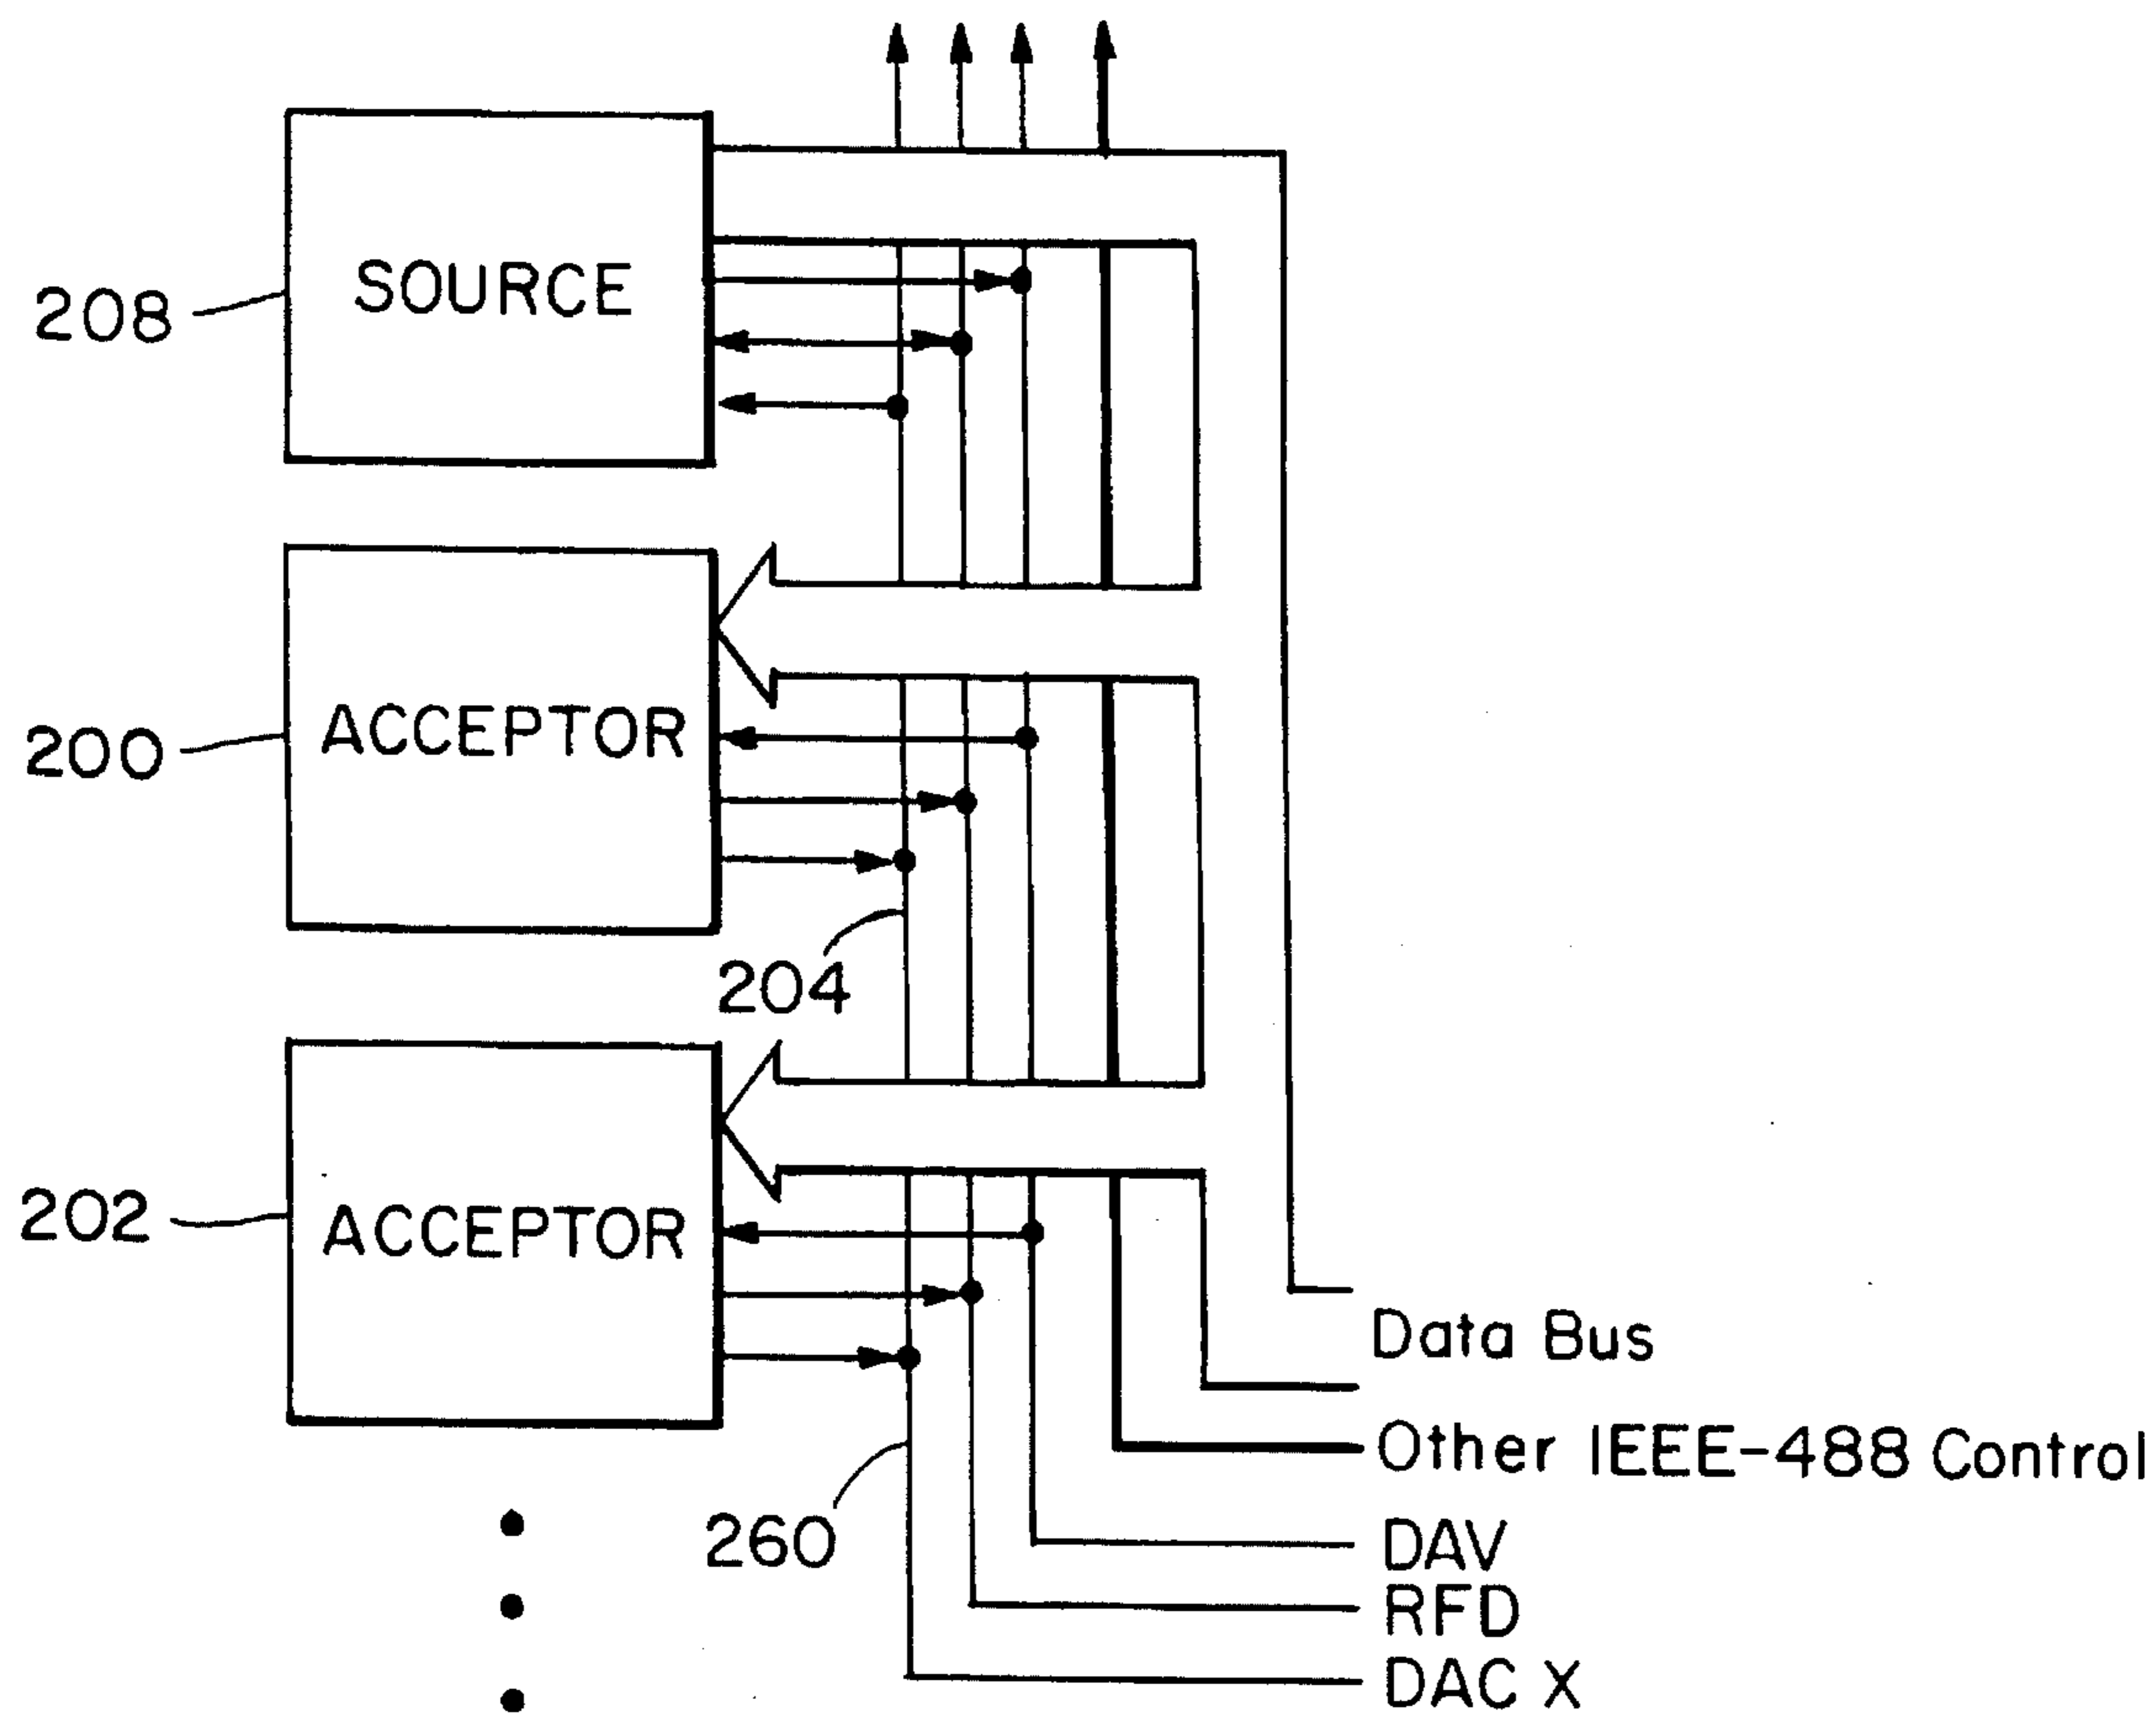 SOURCE
208
ACCEPTOR
200
204
ACCEPTOR
202
Data Bus
Other IEEE-488 Control
260
DAV
RFD
DAC X